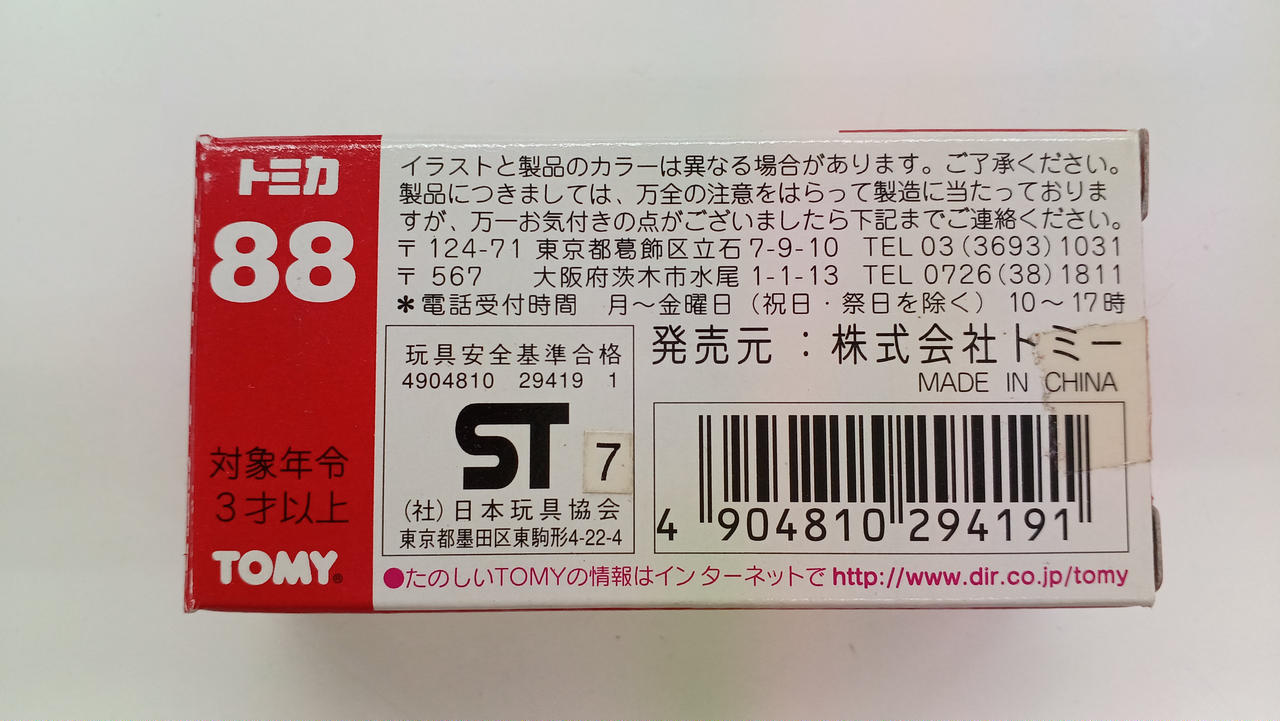 トミカ
88
対象年令
3才以上
TOMY®
イラストと製品のカラーは異なる場合があります。ご了承ください。
製品につきましては、万全の注意をはらって製造に当たっておりま
すが、万一お気付きの点がございましたら下記までご連絡ください。
〒124-71 東京都葛飾区立石7-9-10 TEL 03(3693)1031
〒567 大阪府茨木市水尾 1-1-13 TEL 0726(38)1811
＊電話受付時間 月～金曜日（祝日・祭日を除く） 10～17時
玩具安全基準合格
4904810 29419 1
ST
7
(社)日本玩具協会
東京都墨田区東駒形4-22-4
発売元：株式会社トミー
MADE IN CHINA
4 904810 294191
●たのしいTOMYの情報はインターネットで http://www.dir.co.jp/tomy